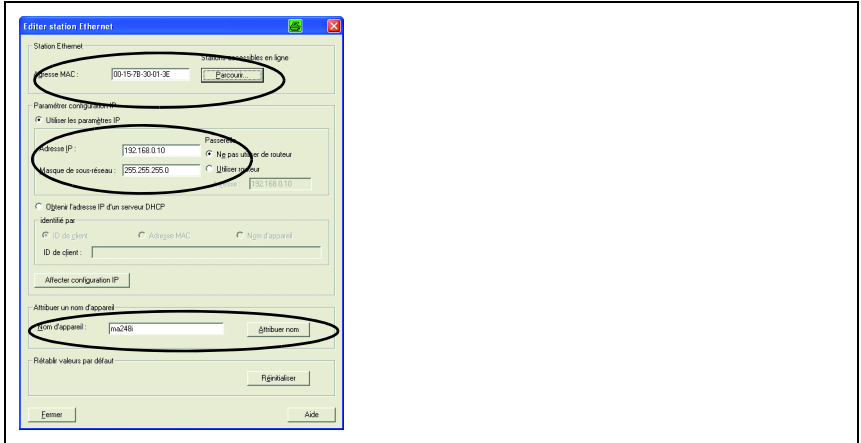 Editer station Ethernet
Station Ethernet
Stations accessibles en ligne
Adresse MAC : 00-15-7B-30-01-3E Parcourir...
Paramétrer configuration IP
Utiliser les paramètres IP
Adresse IP : 192.168.0.10
Masque de sous-réseau : 255.255.255.0
Passerelle
Ne pas utiliser de routeur
Utiliser routeur
192.168.0.10
Obtenir l'adresse IP d'un serveur DHCP
identifié par
ID de client Adresse MAC Nom d'appareil
ID de client :
Affecter configuration IP
Attribuer un nom d'appareil
Nom d'appareil : ma248i Attribuer nom
Rétablir valeurs par défaut
Réinitialiser
Fermer Aide